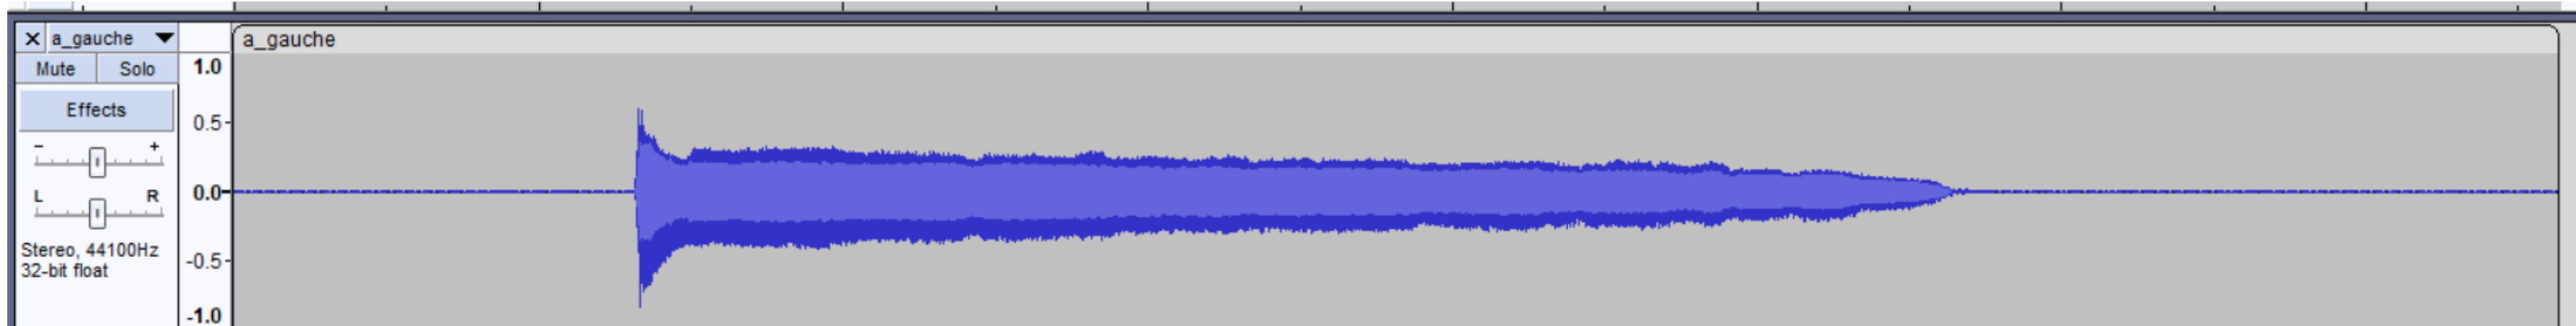 a_gauche
a_gauche
Mute Solo
Effects
- +
L R
Stereo, 44100Hz
32-bit float
1.0
0.5
0.0
-0.5
-1.0